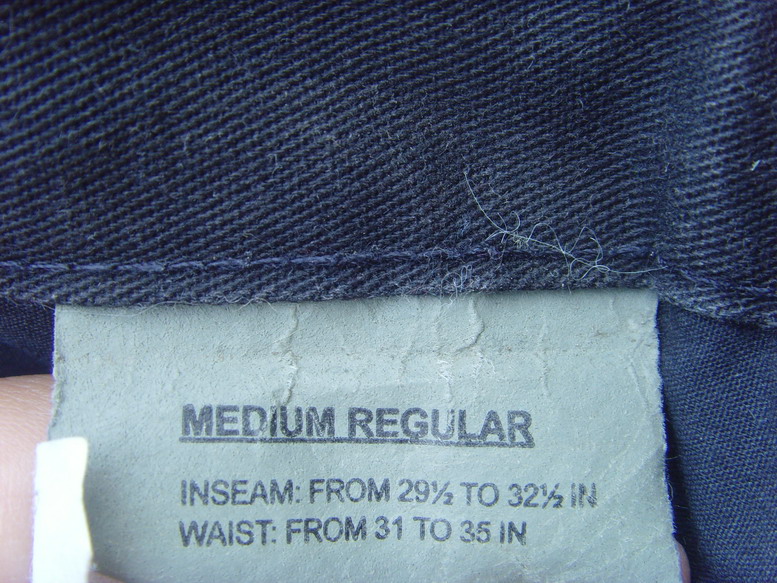 MEDIUM REGULAR
INSEAM: FROM 29½ TO 32½ IN
WAIST: FROM 31 TO 35 IN